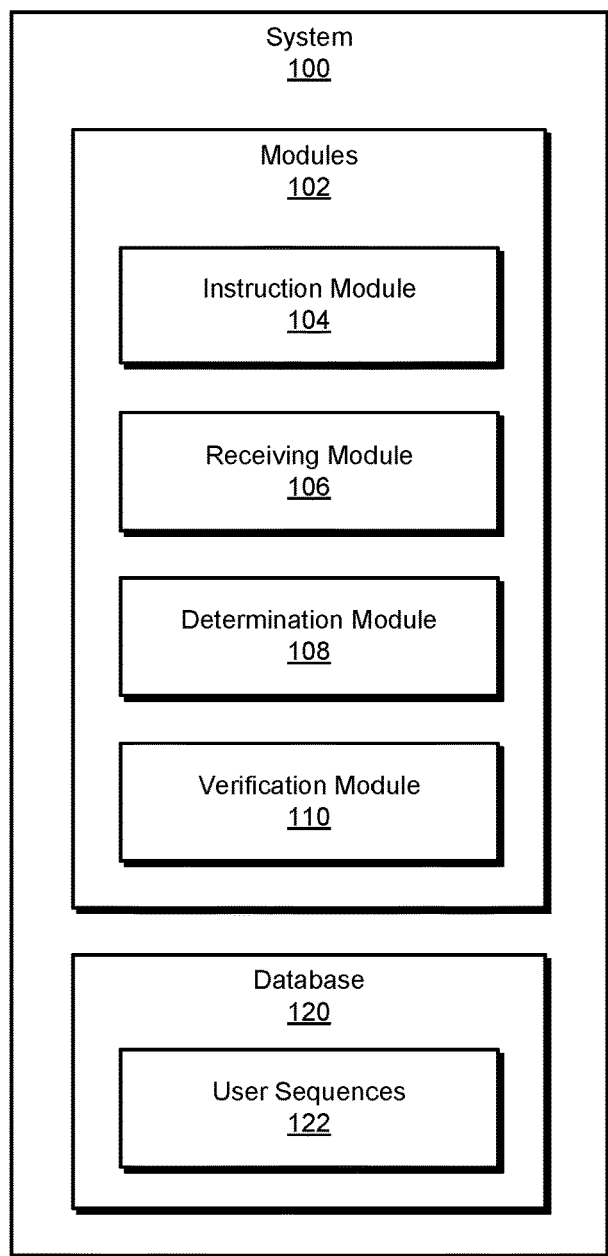 System
100
Modules
102
Instruction Module
104
Receiving Module
106
Determination Module
108
Verification Module
110
Database
120
User Sequences
122